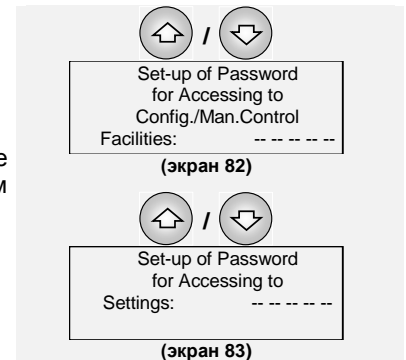 /
Set-up of Password
for Accessing to
Config./Man.Control
Facilities: -- -- -- -- --
(экран 82)
е
м
/
Set-up of Password
for Accessing to
Settings: -- -- -- -- --
(экран 83)